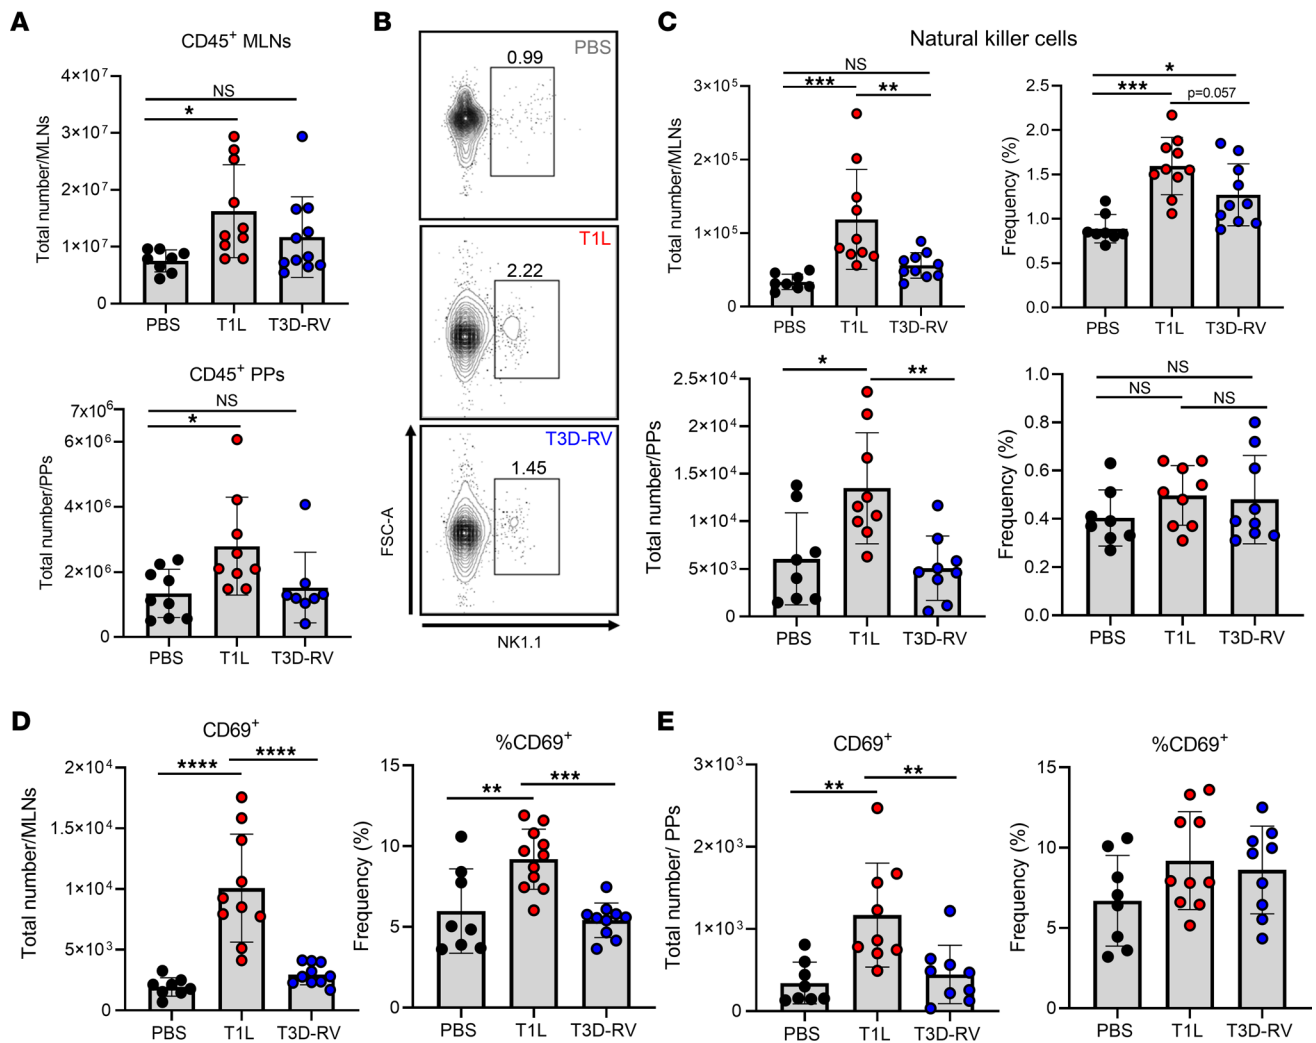 A
CD45⁺ MLNs
Total number/MLNs
4×10⁷
3×10⁷
2×10⁷
1×10⁷
0
NS
*
PBS
T1L
T3D-RV
CD45⁺ PPs
Total number/PPs
7x10⁶
6×10⁶
4×10⁶
2×10⁶
0
NS
*
PBS
T1L
T3D-RV
B
PBS
0.99
T1L
2.22
T3D-RV
1.45
FSC-A
NK1.1
C
Natural killer cells
Total number/MLNs
3×10⁵
2×10⁵
1×10⁵
0
NS
***
**
PBS
T1L
T3D-RV
Frequency (%)
2.5
2.0
1.5
1.0
0.5
0.0
*
***
p=0.057
PBS
T1L
T3D-RV
Total number/PPs
2.5×10⁴
2×10⁴
1.5×10⁴
1×10⁴
5×10³
0
*
**
PBS
T1L
T3D-RV
Frequency (%)
1.0
0.8
0.6
0.4
0.2
0.0
NS
NS
NS
PBS
T1L
T3D-RV
D
CD69⁺
Total number/MLNs
2×10⁴
1.5×10⁴
1×10⁴
5×10³
0
****
****
PBS
T1L
T3D-RV
%CD69⁺
Frequency (%)
15
10
5
0
**
***
PBS
T1L
T3D-RV
E
CD69⁺
Total number/ PPs
3×10³
2×10³
1×10³
0
**
**
PBS
T1L
T3D-RV
%CD69⁺
Frequency (%)
15
10
5
0
PBS
T1L
T3D-RV